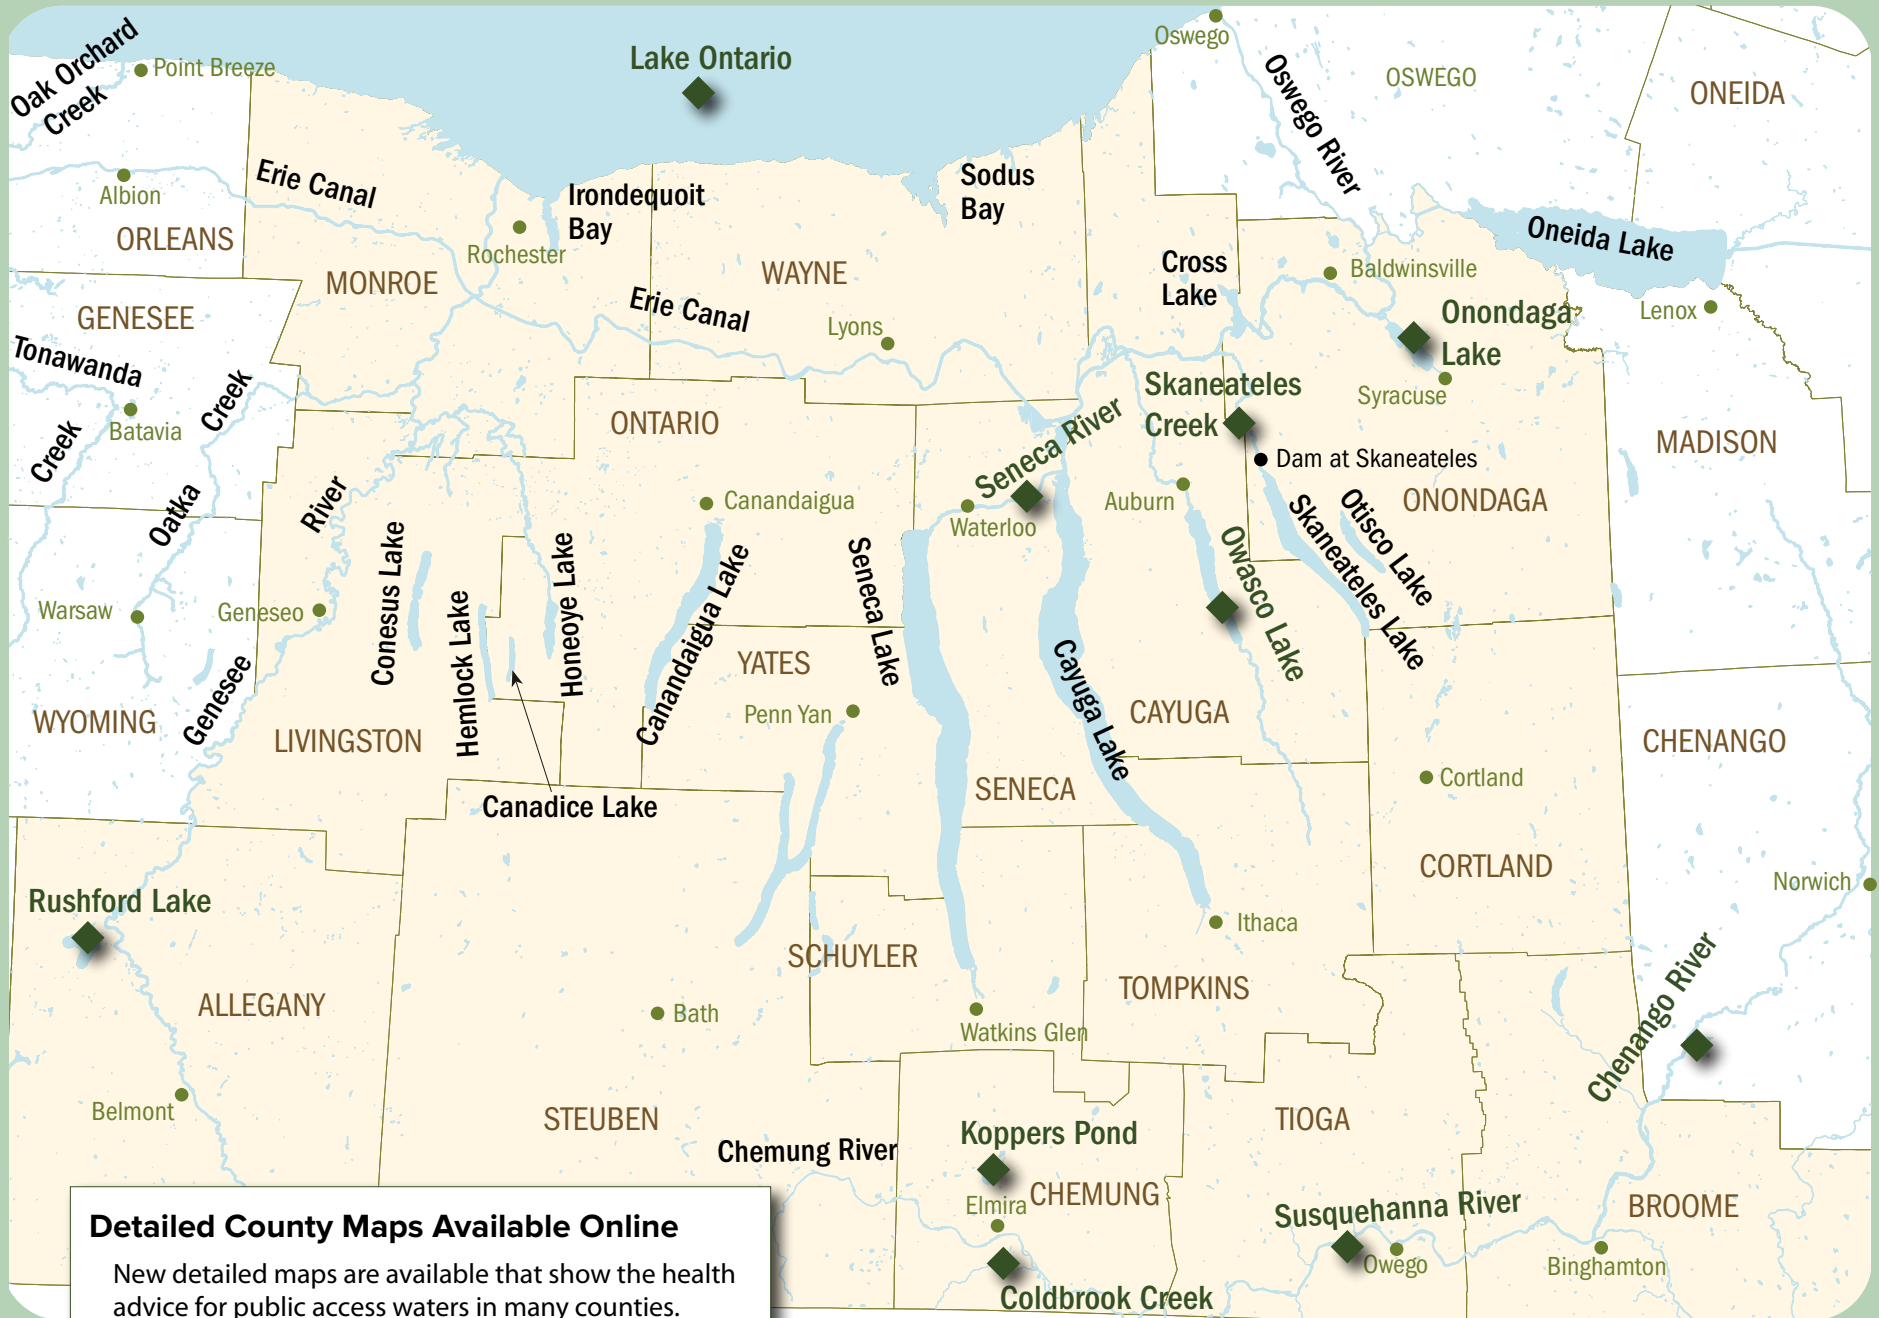 Oswego
Oak Orchard
Creek
Point Breeze
Lake Ontario
Oswego River
OSWEGO
ONEIDA
Albion
Erie Canal
Irondequoit
Bay
Sodus
Bay
ORLEANS
Rochester
MONROE
WAYNE
Cross
Lake
Baldwinsville
Oneida Lake
GENESEE
Erie Canal
Lyons
Onondaga
Lake
Lenox
Tonawanda
Creek
Batavia
Creek
Oatka
ONTARIO
Skaneateles
Creek
Syracuse
MADISON
Seneca River
Dam at Skaneateles
River
Canandaigua
Waterloo
Auburn
Otisco Lake
ONONDAGA
Skaneateles Lake
Conesus Lake
Hemlock Lake
Honeoye Lake
Canandaigua Lake
Seneca Lake
Owasco Lake
Warsaw
Geneseo
Genesee
YATES
Cayuga Lake
WYOMING
LIVINGSTON
Penn Yan
CAYUGA
CHENANGO
SENECA
Cortland
Canadice Lake
CORTLAND
Norwich
Rushford Lake
Ithaca
SCHUYLER
ALLEGANY
TOMPKINS
Bath
Watkins Glen
Chenango River
Belmont
STEUBEN
Koppers Pond
TIOGA
Chemung River
Elmira
CHEMUNG
Susquehanna River
BROOME
Owego
Binghamton
Coldbrook Creek
Detailed County Maps Available Online
New detailed maps are available that show the health
advice for public access waters in many counties.